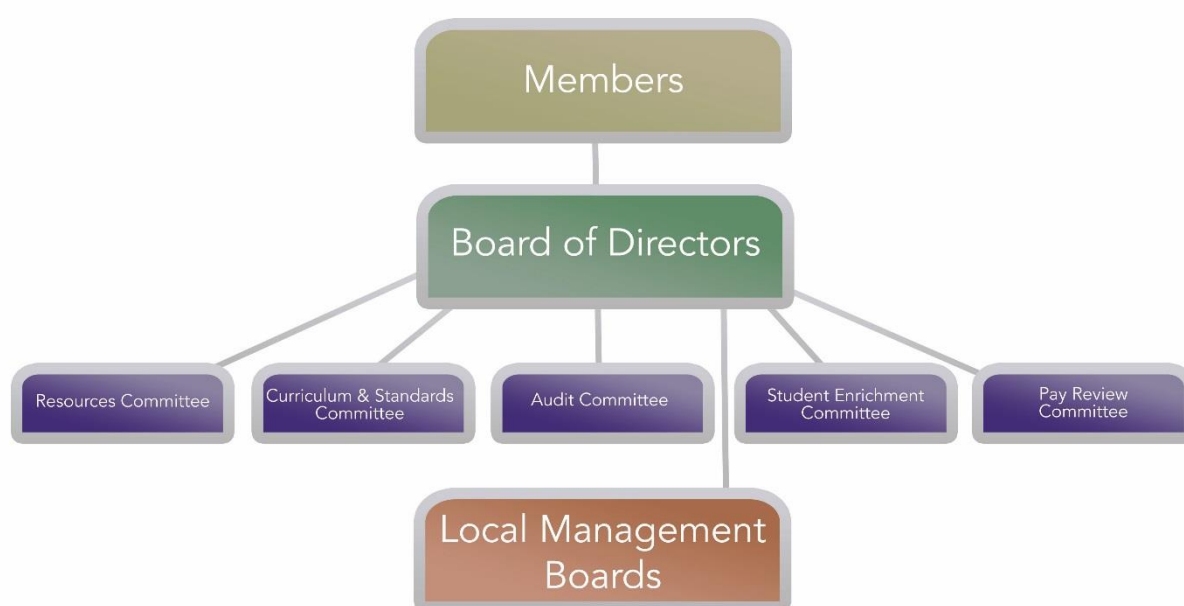 Members
Board of Directors
Resources Committee
Curriculum & Standards
Committee
Audit Committee
Student Enrichment
Committee
Pay Review
Committee
Local Management
Boards